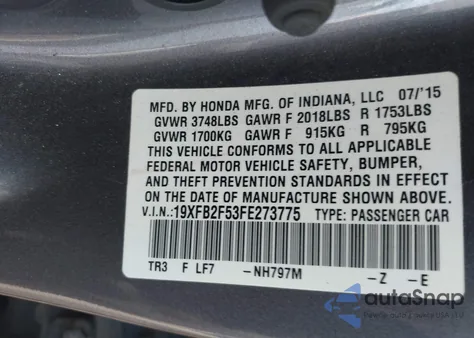 MFD. BY HONDA MFG. OF INDIANA, LLC 07/'15
GVWR 3748LBS GAWR F 2018LBS R 1753LBS
GVWR 1700KG GAWR F 915KG R 795KG
THIS VEHICLE CONFORMS TO ALL APPLICABLE
FEDERAL MOTOR VEHICLE SAFETY, BUMPER,
AND THEFT PREVENTION STANDARDS IN EFFECT
ON THE DATE OF MANUFACTURE SHOWN ABOVE.
V.I.N.:19XFB2F53FE273775 TYPE: PASSENGER CAR
TR3 F LF7 -NH797M -Z -E
autoSnap